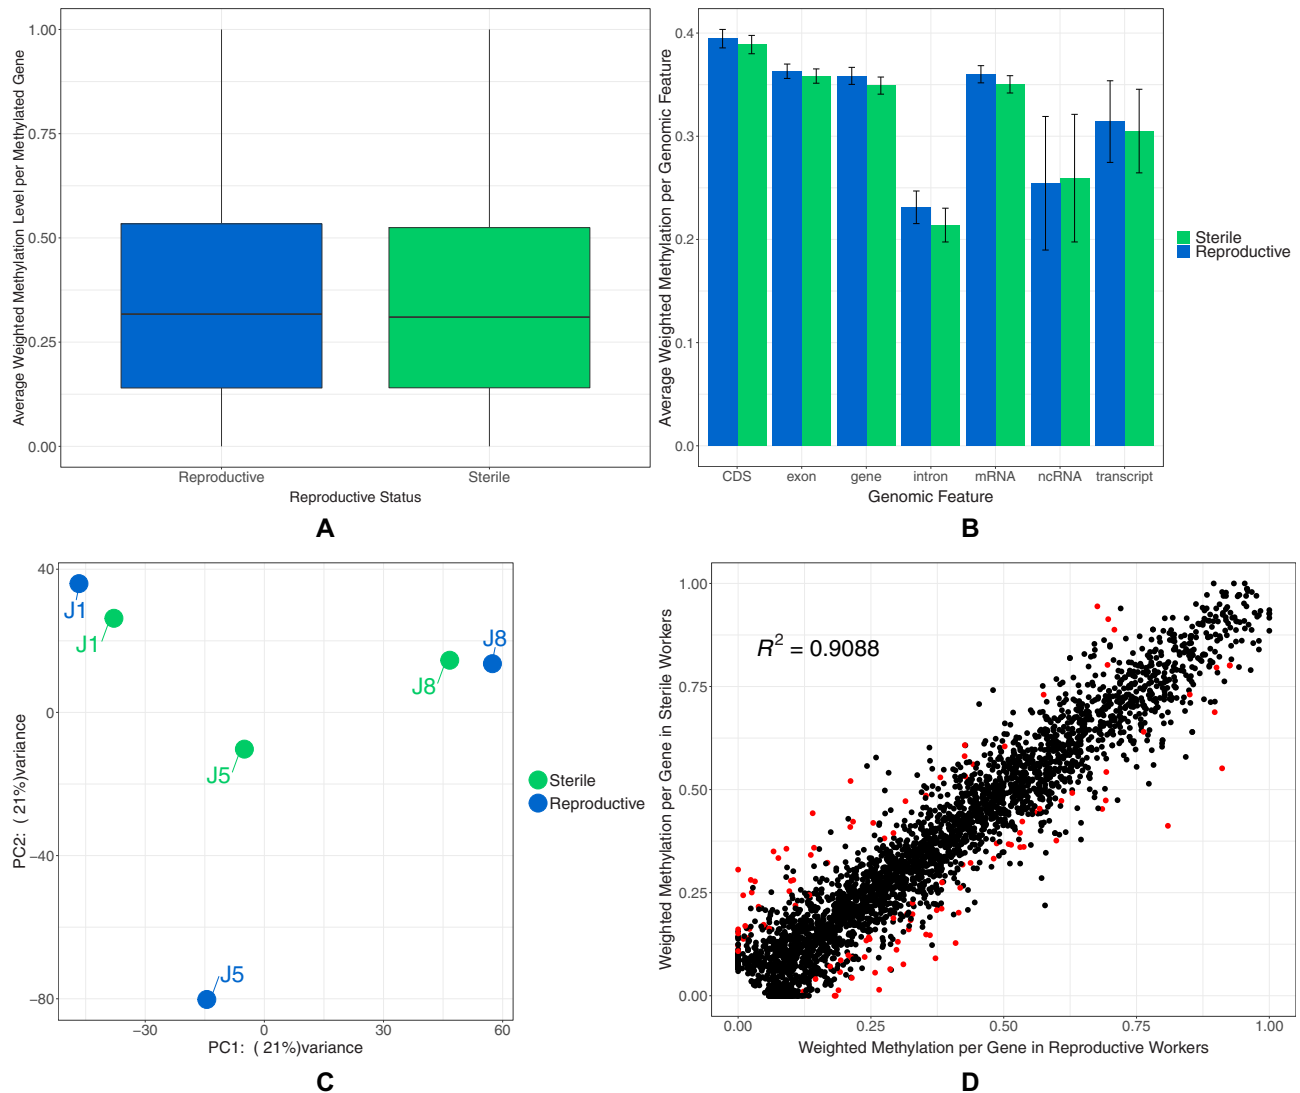 Average Weighted Methylation Level per Methylated Gene
1.00
0.75
0.50
0.25
0.00
Reproductive
Sterile
Reproductive Status
A
Average Weighted Methylation per Genomic Feature
0.4
0.3
0.2
0.1
0.0
CDS
exon
gene
intron
mRNA
ncRNA
transcript
Genomic Feature
Sterile
Reproductive
B
PC2: ( 21%)variance
40
0
−40
−80
J1
J1
J8
J8
J5
J5
−30
0
30
60
PC1: ( 21%)variance
Sterile
Reproductive
C
Weighted Methylation per Gene in Sterile Workers
1.00
0.75
0.50
0.25
0.00
R² = 0.9088
0.00
0.25
0.50
0.75
1.00
Weighted Methylation per Gene in Reproductive Workers
D